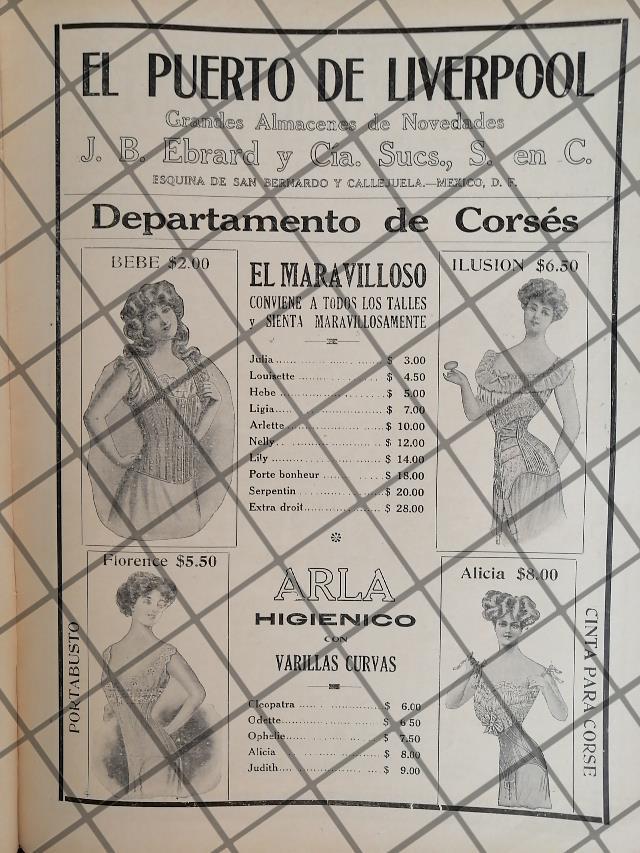 EL PUERTO DE LIVERPOOL
Grandes Almacenes de Novedades
J. B. Ebrard y Cía. Sucs., S. en C.
ESQUINA DE SAN BERNARDO Y CALLEJUELA.—MEXICO, D. F.
Departamento de Corsés
BEBE $2.00
EL MARAVILLOSO
CONVIENE A TODOS LOS TALLES
y SIENTA MARAVILLOSAMENTE
Julia $ 3.00
Louisette $ 4.50
Hebe $ 5.00
Ligia $ 7.00
Arlette $ 10.00
Nelly $ 12.00
Lily $ 14.00
Porte bonheur $ 18.00
Serpentin $ 20.00
Extra droit $ 28.00
ILUSION $6.50
Florence $5.50
PORTABUSTO
ARLA
HIGIENICO
CON
VARILLAS CURVAS
Cleopatra $ 6.00
Odette $ 6 50
Ophelie $ 7.50
Alicia $ 8.00
Judith $ 9.00
Alicia $8.00
CINTA PARA CORSE